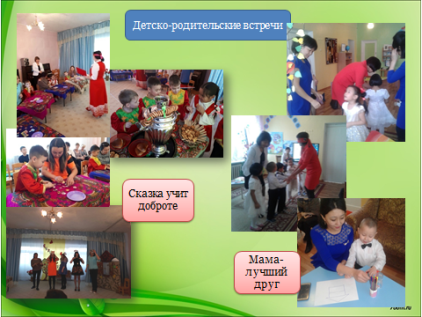 Детско-родительские встречи
Сказка учит
доброте
Мама-
лучший
друг